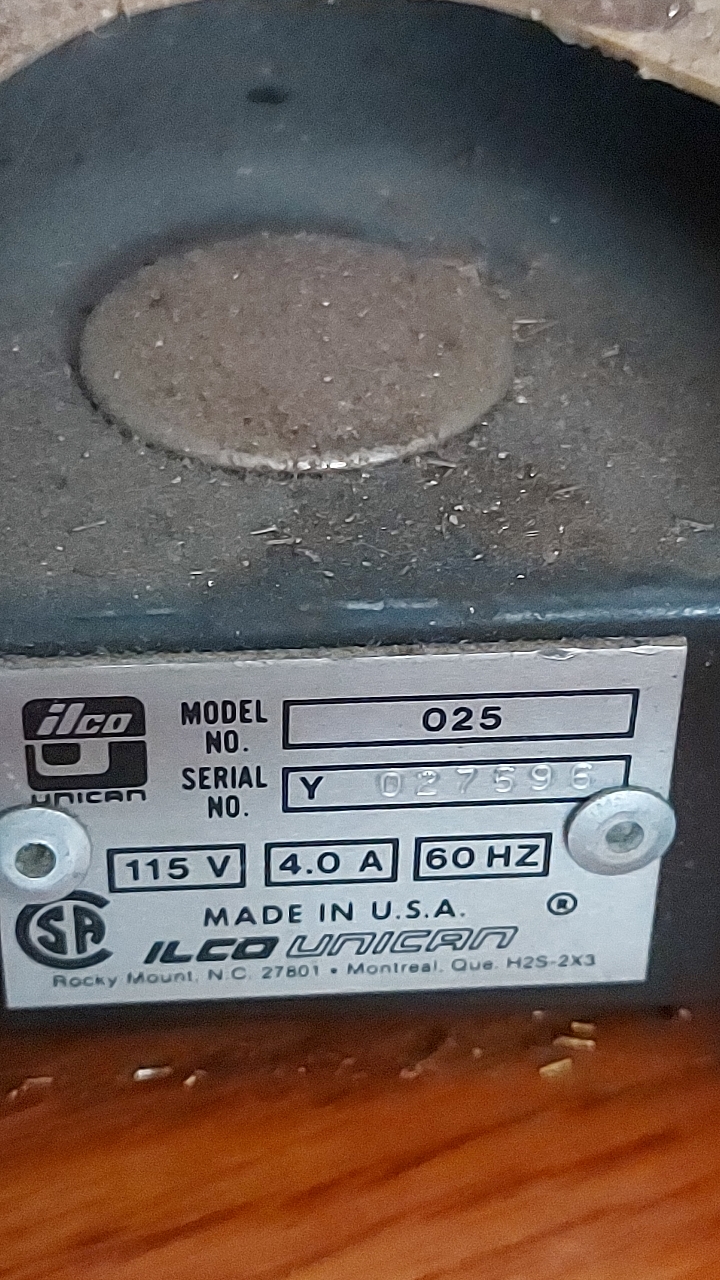 ilco
UNICAN
MODEL NO. 025
SERIAL NO. Y 027596
115 V 4.0 A 60 HZ
SA MADE IN U.S.A. ®
ILCO UNICAN
Rocky Mount, N.C. 27801 • Montreal, Que. H2S-2X3